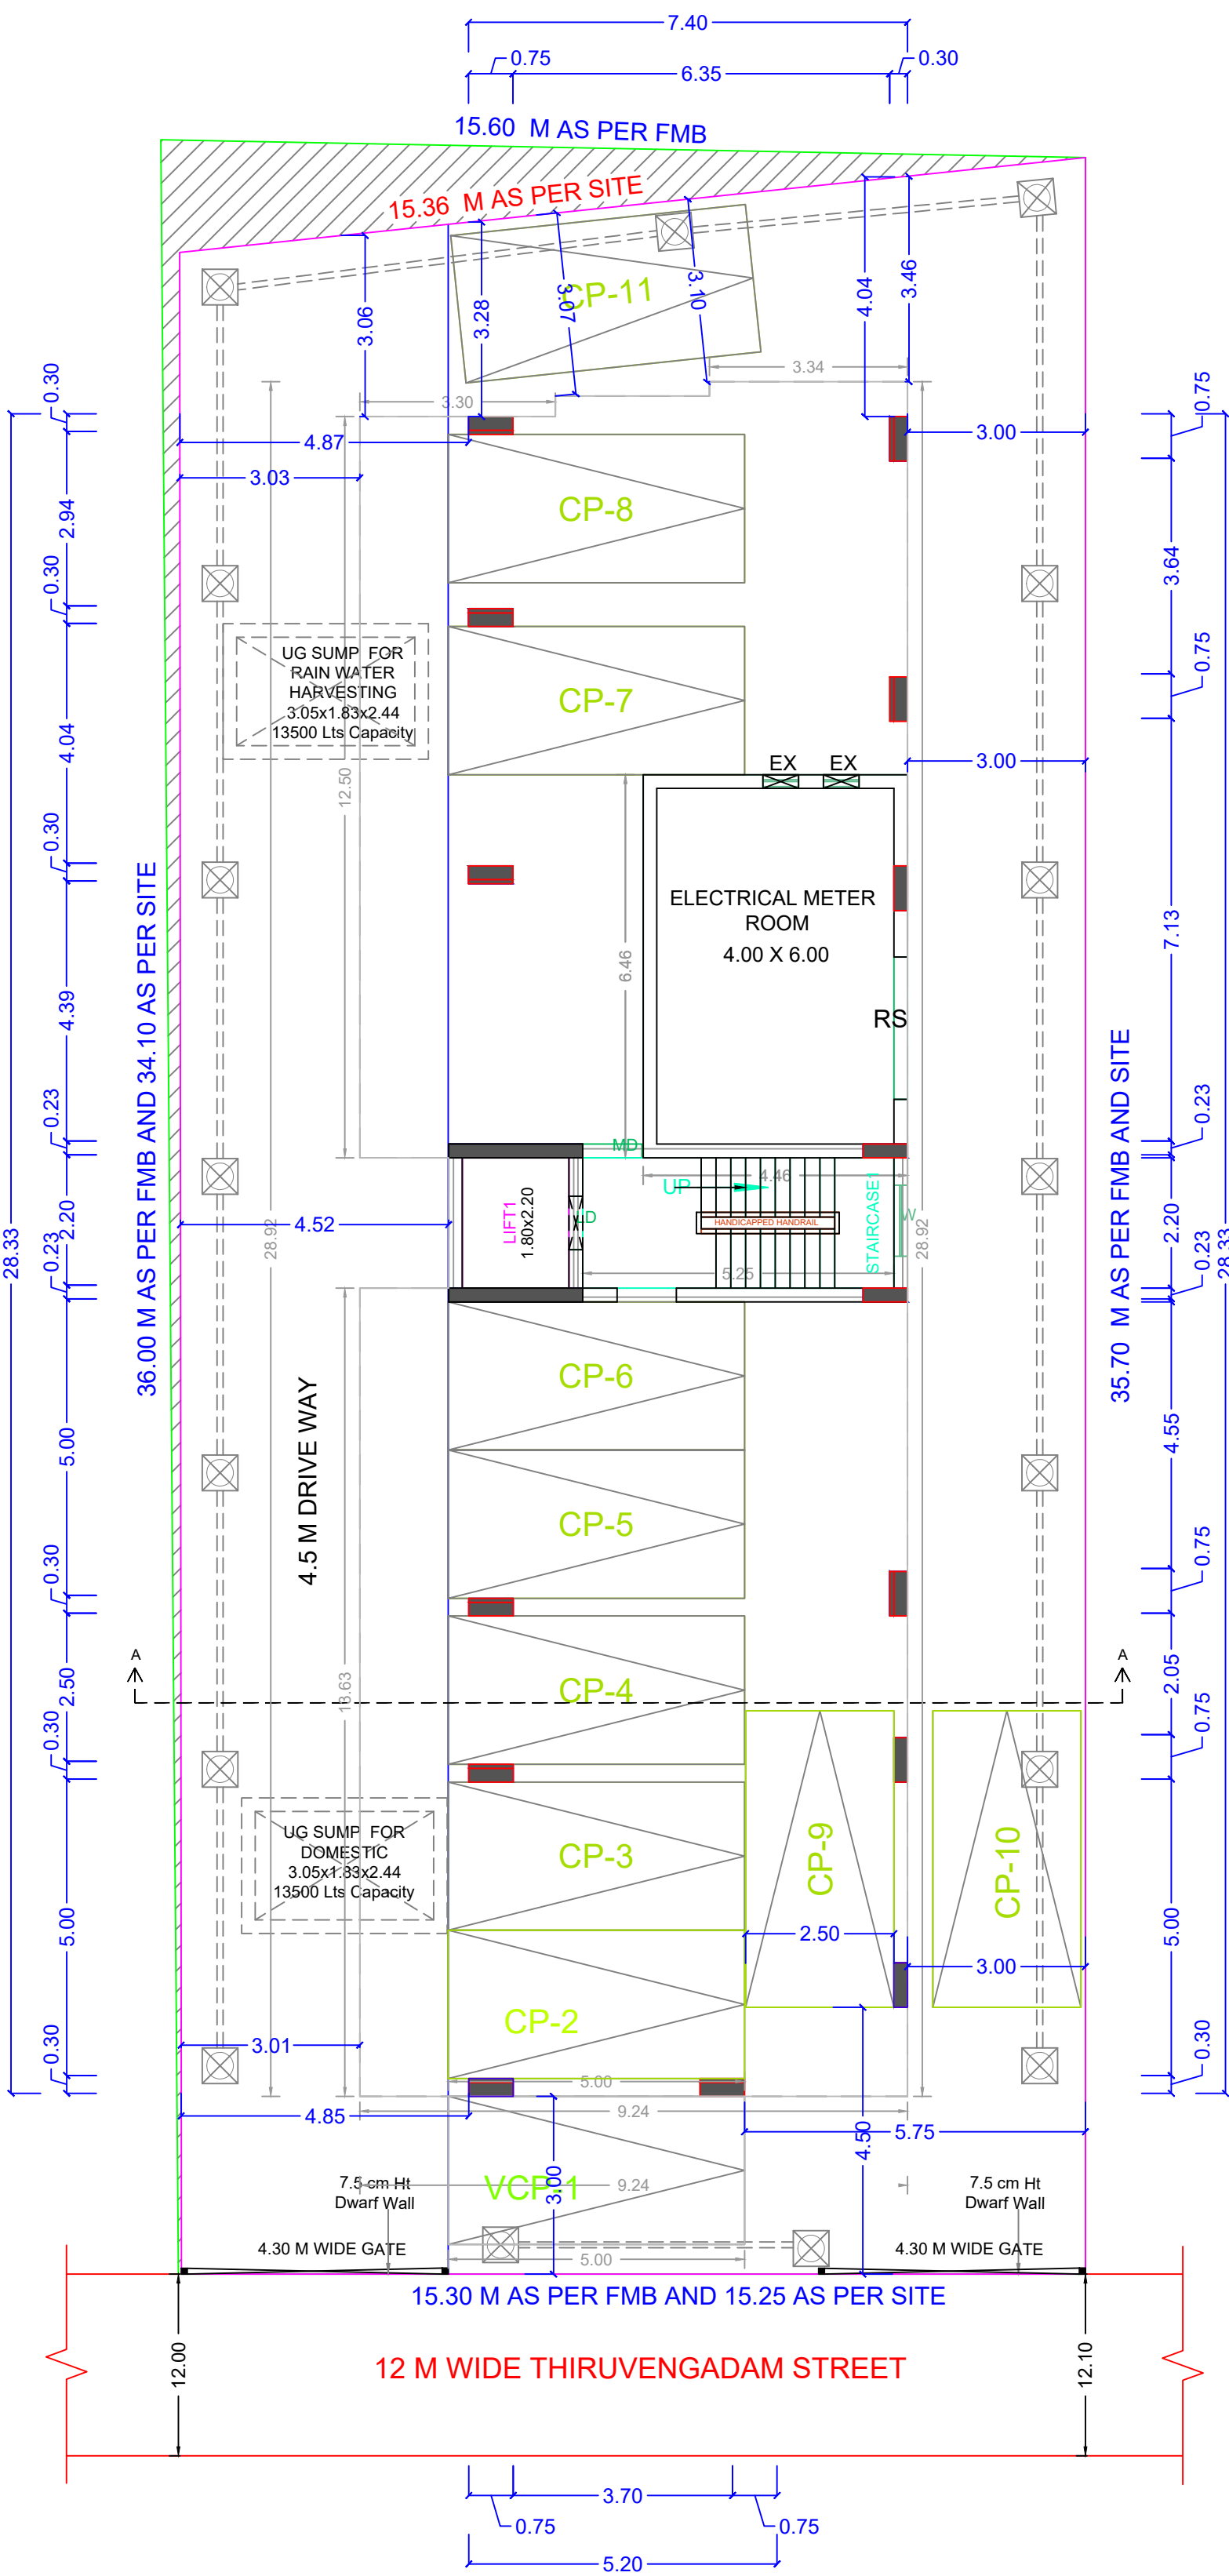 7.40
0.75
6.35
0.30
15.60 M AS PER FMB
15.36 M AS PER SITE
CP-11
3.06
3.28
3.07
3.10
4.04
3.46
3.34
3.30
0.30
0.75
4.87
3.00
3.03
CP-8
2.94
3.64
0.30
UG SUMP FOR
RAIN WATER
HARVESTING
3.05x1.83x2.44
13500 Lts Capacity
CP-7
0.75
4.04
12.50
EX
EX
3.00
0.30
36.00 M AS PER FMB AND 34.10 AS PER SITE
ELECTRICAL METER
ROOM
4.00 X 6.00
6.46
7.13
4.39
RS
0.23
MD
0.23
28.33
2.20
4.52
28.92
LIFT1
1.80x2.20
UP
4.46
HANDICAPPED HANDRAIL
5.25
STAIRCASE1
W
28.92
2.20
28.33
0.23
0.23
35.70 M AS PER FMB AND SITE
CP-6
4.5 M DRIVE WAY
5.00
4.55
CP-5
0.30
0.75
A
A
2.50
CP-4
2.05
0.30
0.75
UG SUMP FOR
DOMESTIC
3.05x1.83x2.44
13500 Lts Capacity
CP-3
CP-9
CP-10
5.00
2.50
3.00
5.00
CP-2
3.01
0.30
0.30
5.00
9.24
4.85
4.50
5.75
VCP-1
3.00
9.24
7.5 cm Ht
Dwarf Wall
7.5 cm Ht
Dwarf Wall
4.30 M WIDE GATE
4.30 M WIDE GATE
5.00
15.30 M AS PER FMB AND 15.25 AS PER SITE
12.00
12 M WIDE THIRUVENGADAM STREET
12.10
3.70
0.75
0.75
5.20